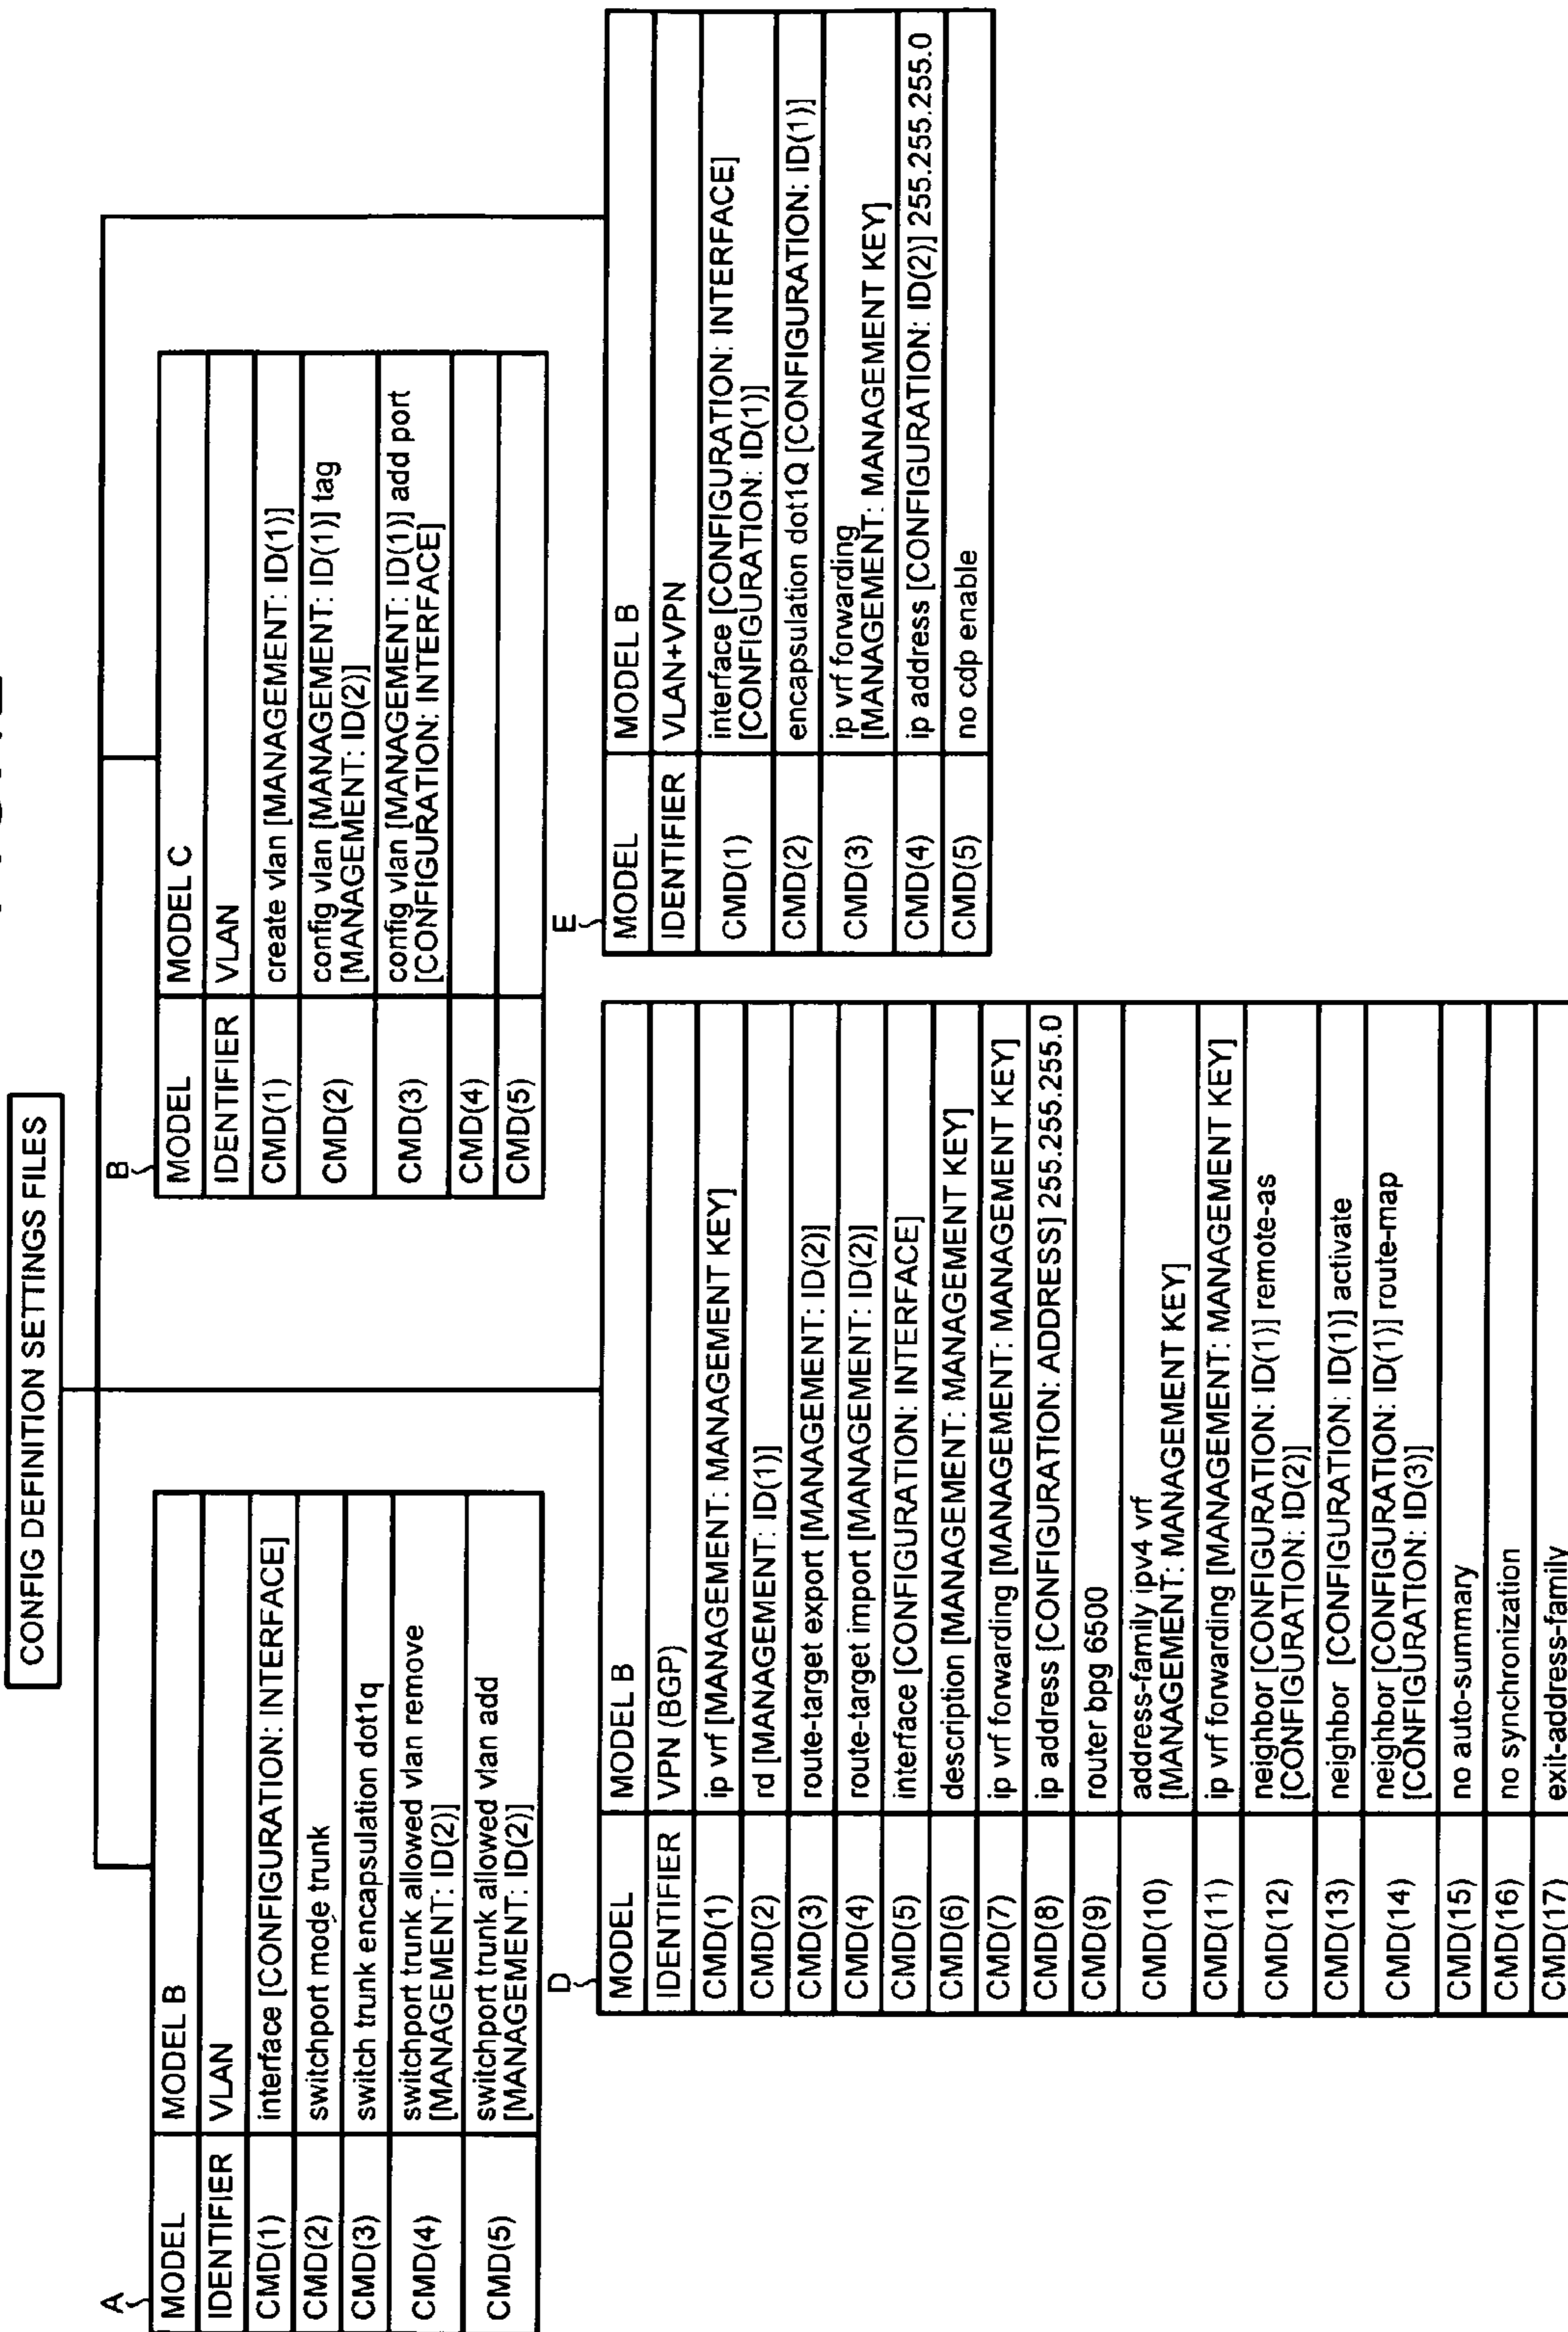 CONFIG DEFINITION SETTINGS FILES
A
MODEL MODEL B
IDENTIFIER VLAN
CMD(1) interface [CONFIGURATION: INTERFACE]
CMD(2) switchport mode trunk
CMD(3) switch trunk encapsulation dot1q
CMD(4) switchport trunk allowed vlan remove
[MANAGEMENT: ID(2)]
CMD(5) switchport trunk allowed vlan add
[MANAGEMENT: ID(2)]
B
MODEL MODEL C
IDENTIFIER VLAN
CMD(1) create vlan [MANAGEMENT: ID(1)]
CMD(2) config vlan [MANAGEMENT: ID(1)] tag
[MANAGEMENT: ID(2)]
CMD(3) config vlan [MANAGEMENT: ID(1)] add port
[CONFIGURATION: INTERFACE]
CMD(4)
CMD(5)
D
MODEL MODEL B
IDENTIFIER VPN (BGP)
CMD(1) ip vrf [MANAGEMENT: MANAGEMENT KEY]
CMD(2) rd [MANAGEMENT: ID(1)]
CMD(3) route-target export [MANAGEMENT: ID(2)]
CMD(4) route-target import [MANAGEMENT: ID(2)]
CMD(5) interface [CONFIGURATION: INTERFACE]
CMD(6) description [MANAGEMENT: MANAGEMENT KEY]
CMD(7) ip vrf forwarding [MANAGEMENT: MANAGEMENT KEY]
CMD(8) ip address [CONFIGURATION: ADDRESS] 255.255.255.0
CMD(9) router bpg 6500
CMD(10) address-family ipv4 vrf
[MANAGEMENT: MANAGEMENT KEY]
CMD(11) ip vrf forwarding [MANAGEMENT: MANAGEMENT KEY]
CMD(12) neighbor [CONFIGURATION: ID(1)] remote-as
[CONFIGURATION: ID(2)]
CMD(13) neighbor [CONFIGURATION: ID(1)] activate
CMD(14) neighbor [CONFIGURATION: ID(1)] route-map
[CONFIGURATION: ID(3)]
CMD(15) no auto-summary
CMD(16) no synchronization
CMD(17) exit-address-family
E
MODEL MODEL B
IDENTIFIER VLAN+VPN
CMD(1) interface [CONFIGURATION: INTERFACE]
[CONFIGURATION: ID(1)]
CMD(2) encapsulation dot1Q [CONFIGURATION: ID(1)]
CMD(3) ip vrf forwarding
[MANAGEMENT: MANAGEMENT KEY]
CMD(4) ip address [CONFIGURATION: ID(2)] 255.255.255.0
CMD(5) no cdp enable